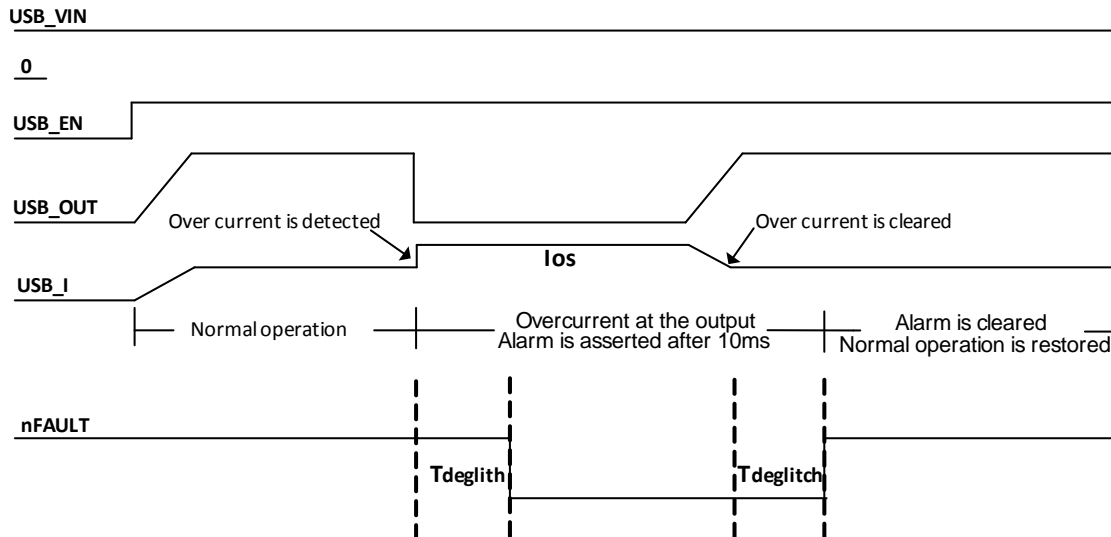 USB_VIN
0
USB_EN
USB_OUT
Over current is detected
Over current is cleared
Ios
USB_I
Normal operation
Overcurrent at the output
Alarm is asserted after 10ms
Alarm is cleared
Normal operation is restored
nFAULT
Tdeglith
Tdeglitch